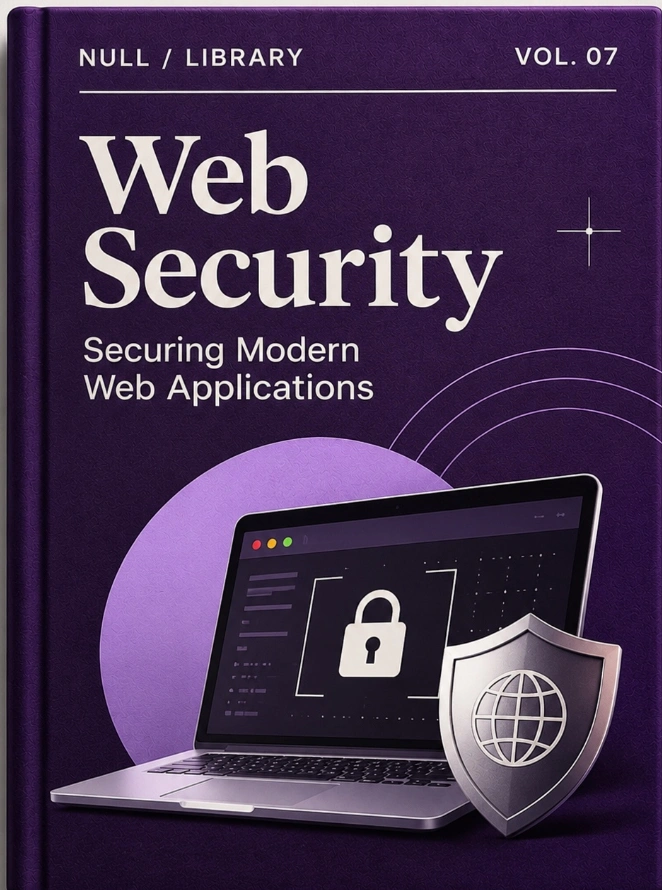 NULL / LIBRARY
VOL. 07
Web
Security
Securing Modern
Web Applications